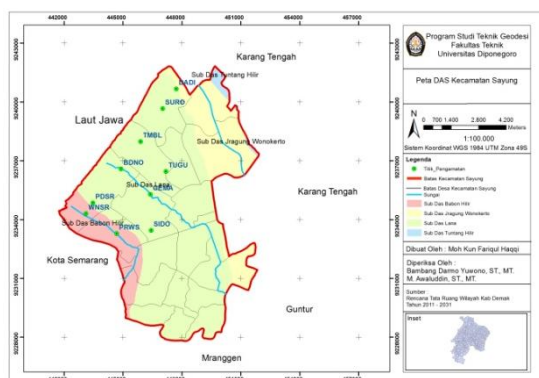 442000 445000 448000 451000 454000 457000
9243000
9240000
9237000
9234000
9231000
9228000
Karang Tengah
Sub Das Tuntang Hilir
DADI
SURO
Laut Jawa
TMBL
Sub Das Jragung Wonokerto
BDNO
TUGU
Sub Das Lana
GEMA
Karang Tengah
PDSR
WNSR
Sub Das Babon Hilir
PRWS
SIDO
Kota Semarang
Guntur
Mranggen
Program Studi Teknik Geodesi
Fakultas Teknik
Universitas Diponegoro
Peta DAS Kecamatan Sayung
N
0 700 1.400 2.800 4.200
Meters
1:100.000
Sistem Koordinat WGS 1984 UTM Zona 49S
Legenda
Titik_Pengamatan
Batas Kecamatan Sayung
Batas Desa Kecamatan Sayung
Sungai
Sub Das Babon Hilir
Sub Das Jragung Wonokerto
Sub Das Lana
Sub Das Tuntang Hilir
Dibuat Oleh : Moh Kun Fariqul Haqqi
Diperiksa Oleh :
Bambang Darmo Yuwono, ST., MT.
M. Awaluddin, ST., MT.
Sumber :
Rencana Tata Ruang Wilayah Kab Demak
Tahun 2011 - 2031
Inset